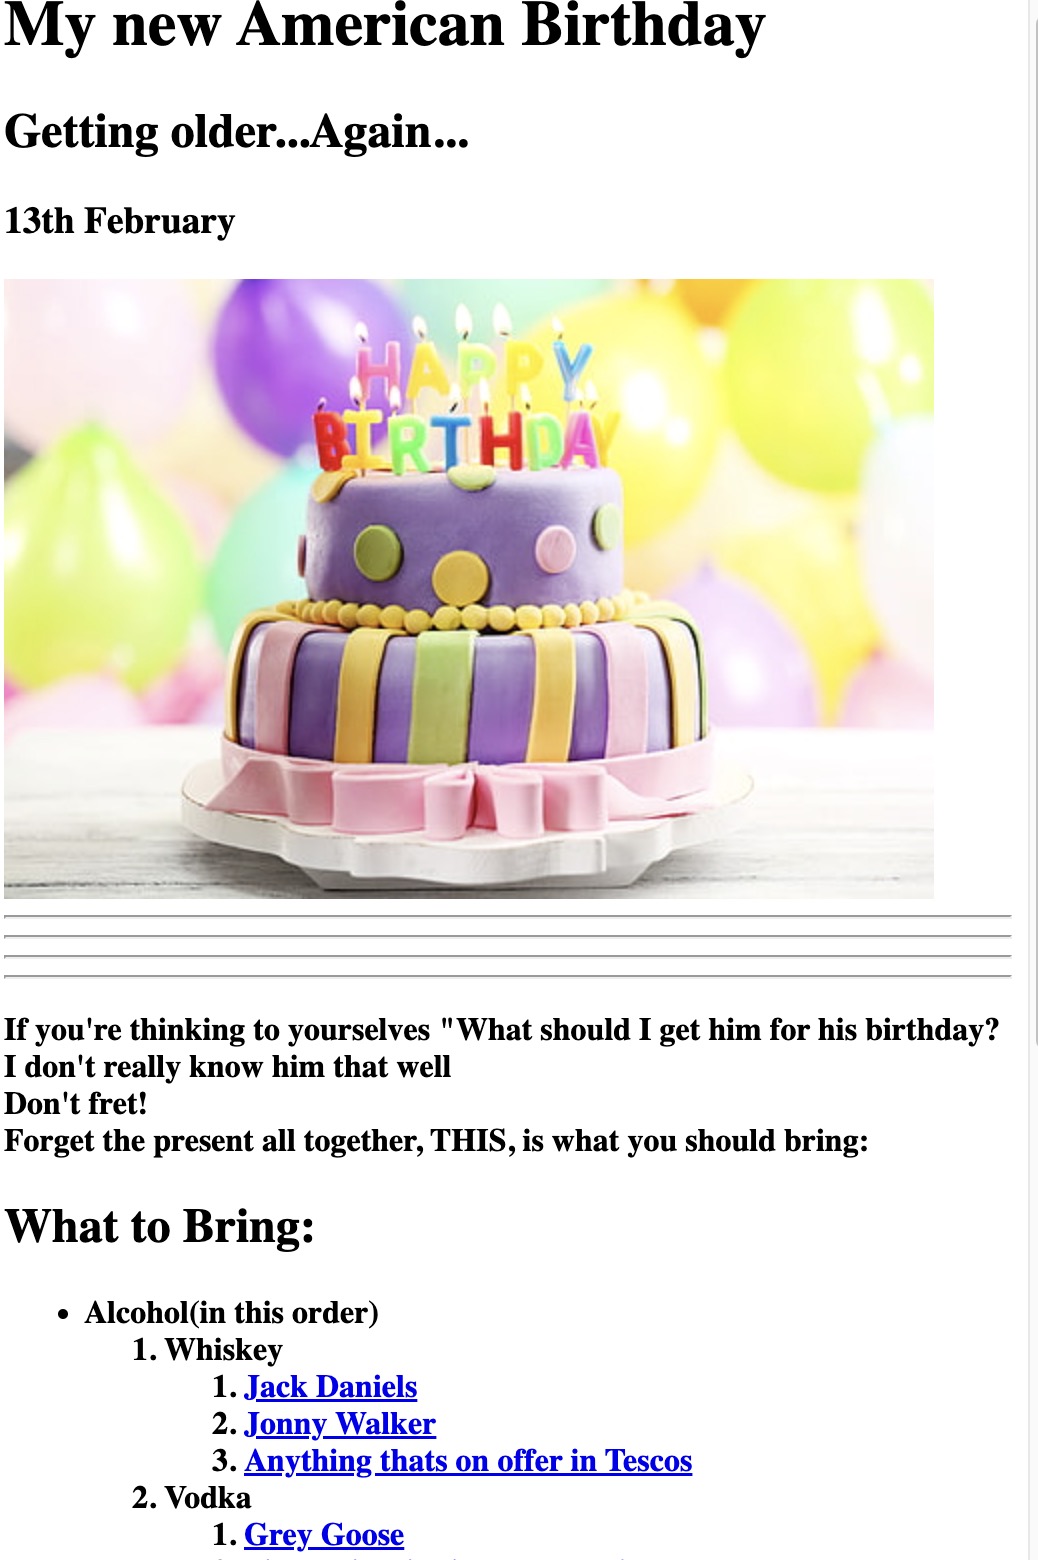 My new American Birthday
Getting older...Again...
13th February
HAPPY
BIRTHDAY
If you're thinking to yourselves "What should I get him for his birthday?
I don't really know him that well
Don't fret!
Forget the present all together, THIS, is what you should bring:
What to Bring:
• Alcohol(in this order)
1. Whiskey
1. Jack Daniels
2. Jonny Walker
3. Anything thats on offer in Tescos
2. Vodka
1. Grey Goose